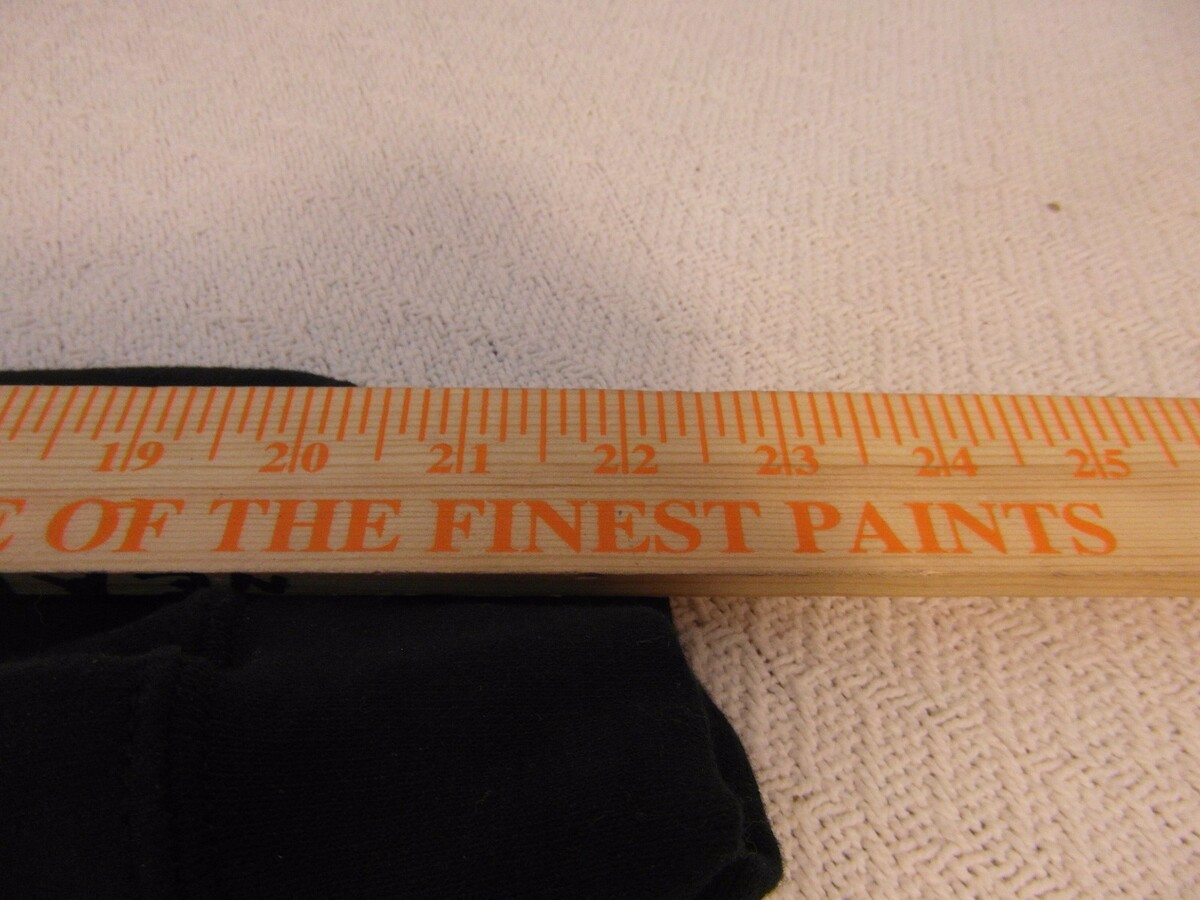 19 20 21 22 23 24 25
E OF THE FINEST PAINTS